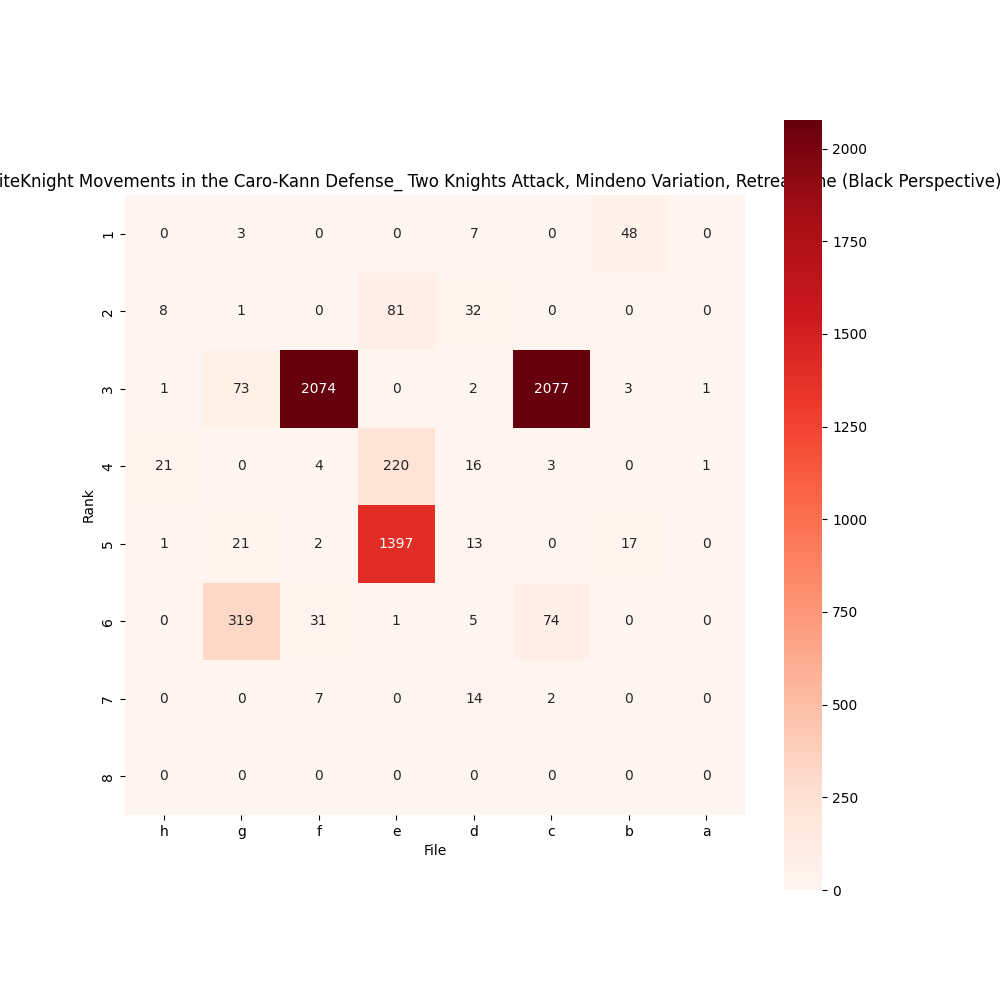 iteKnight Movements in the Caro-Kann Defense_ Two Knights Attack, Mindeno Variation, (Black Perspective)
1 0 3 0 0 7 0 48 0
2 8 1 0 81 32 0 0 0
3 1 73 2074 0 2 2077 3 1
4 21 0 4 220 16 3 0 1
5 1 21 2 1397 13 0 17 0
6 0 319 31 1 5 74 0 0
7 0 0 7 0 14 2 0 0
8 0 0 0 0 0 0 0 0
h g f e d c b a
Rank
File
2000
1750
1500
1250
1000
750
500
250
0